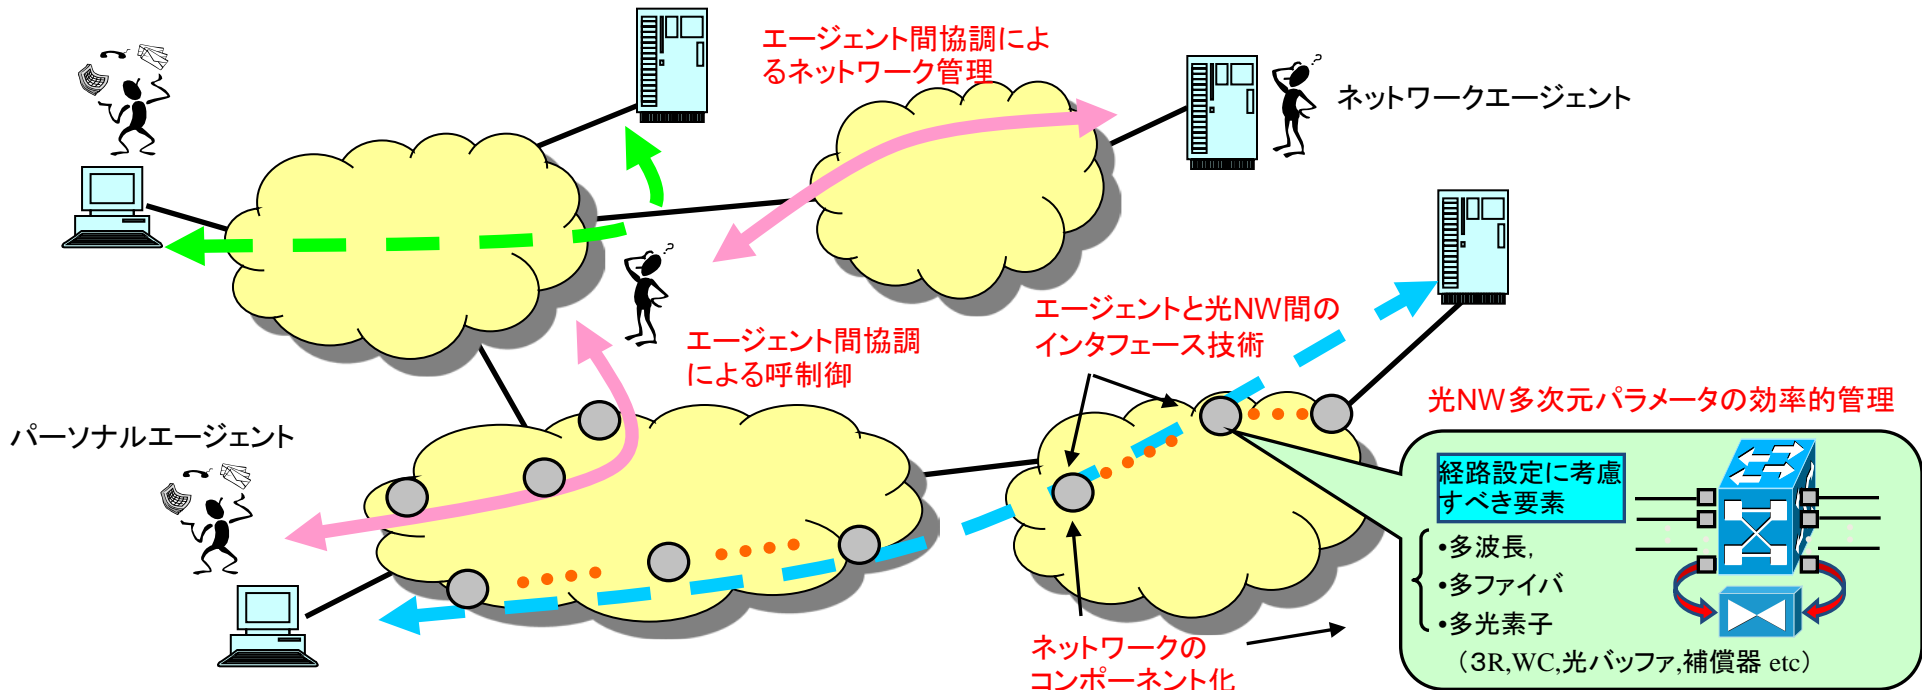 エージェント間協調によ
るネットワーク管理
ネットワークエージェント
エージェントと光NW間の
インタフェース技術
エージェント間協調
による呼制御
光NW多次元パラメータの効率的管理
パーソナルエージェント
経路設定に考慮
すべき要素
•多波長,
•多ファイバ
•多光素子
（3R,WC,光バッファ,補償器 etc）
ネットワークの
コンポーネント化